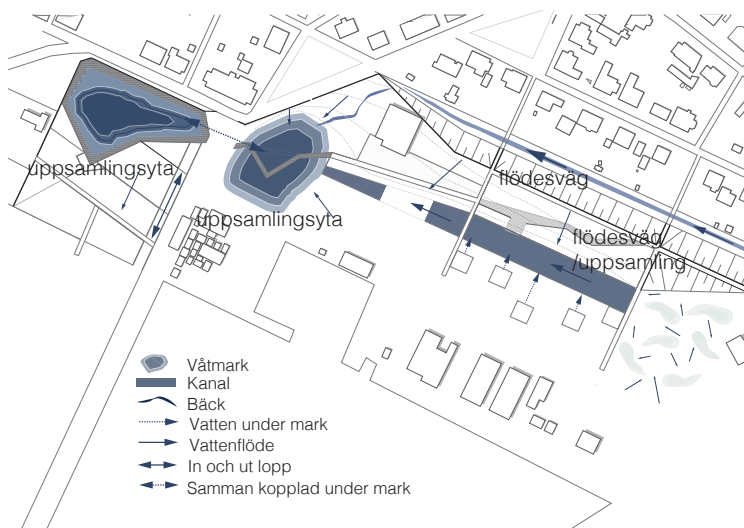 uppsamlingsyta
uppsamlingsyta
flödesväg
flödesväg
/uppsamling
Våtmark
Kanal
Bäck
Vatten under mark
Vattenflöde
In och ut lopp
Samman kopplad under mark